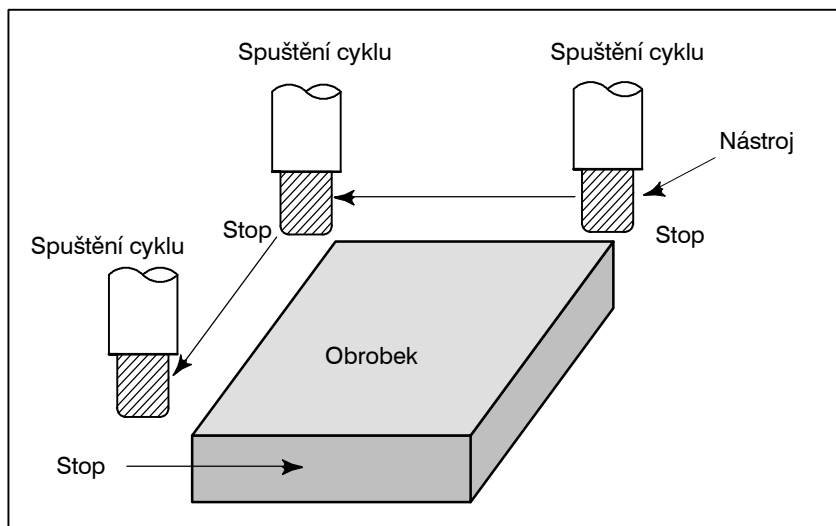 Spuštění cyklu
Spuštění cyklu
Nástroj
Stop
Stop
Spuštění cyklu
Obrobek
Stop